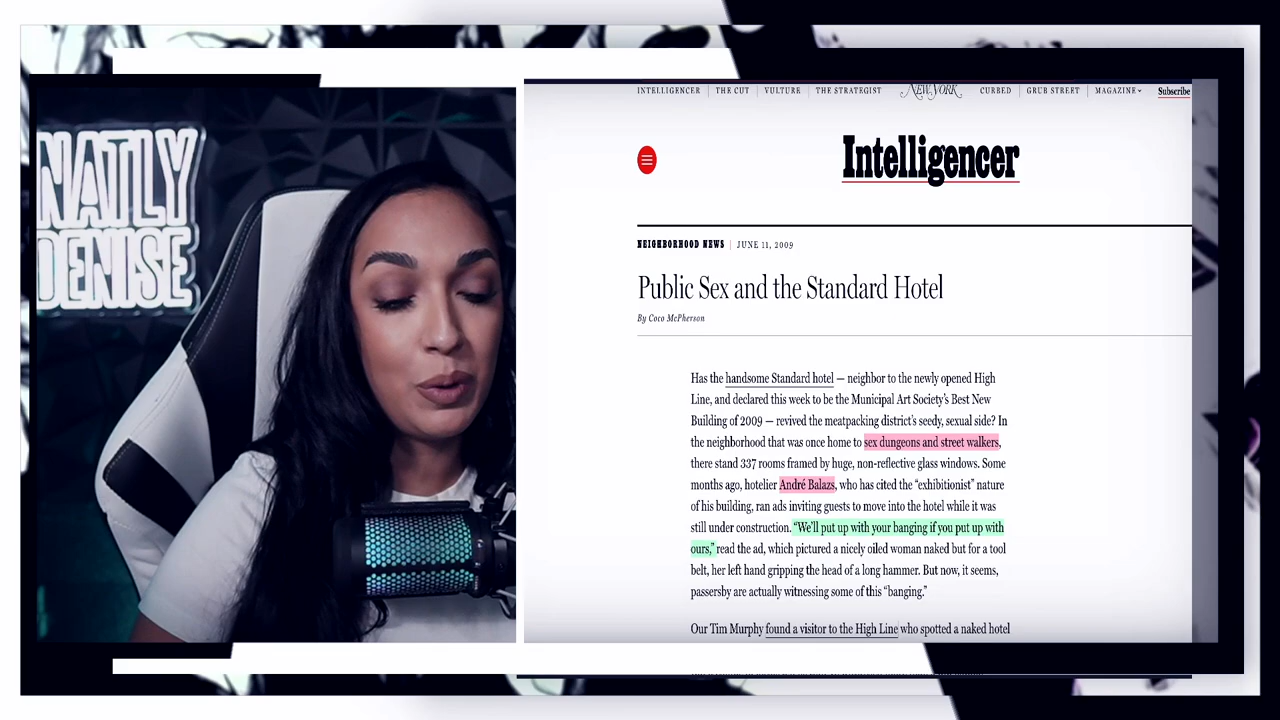 NATLY
DENISE
INTELLIGENCER
THE CUT
VULTURE
THE STRATEGIST
NEW YORK
CURBED
GRUB STREET
MAGAZINE
Subscribe
Intelligencer
NEIGHBORHOOD NEWS | JUNE 11, 2009
Public Sex and the Standard Hotel
By Coco McPherson
Has the handsome Standard hotel — neighbor to the newly opened High
Line, and declared this week to be the Municipal Art Society's Best New
Building of 2009 — revived the meatpacking district's seedy, sexual side? In
the neighborhood that was once home to sex dungeons and street walkers,
there stand 337 rooms framed by huge, non-reflective glass windows. Some
months ago, hotelier André Balazs, who has cited the “exhibitionist” nature
of his building, ran ads inviting guests to move into the hotel while it was
still under construction. “We'll put up with your banging if you put up with
ours,” read the ad, which pictured a nicely oiled woman naked but for a tool
belt, her left hand gripping the head of a long hammer. But now, it seems,
passersby are actually witnessing some of this “banging.”
Our Tim Murphy found a visitor to the High Line who spotted a naked hotel